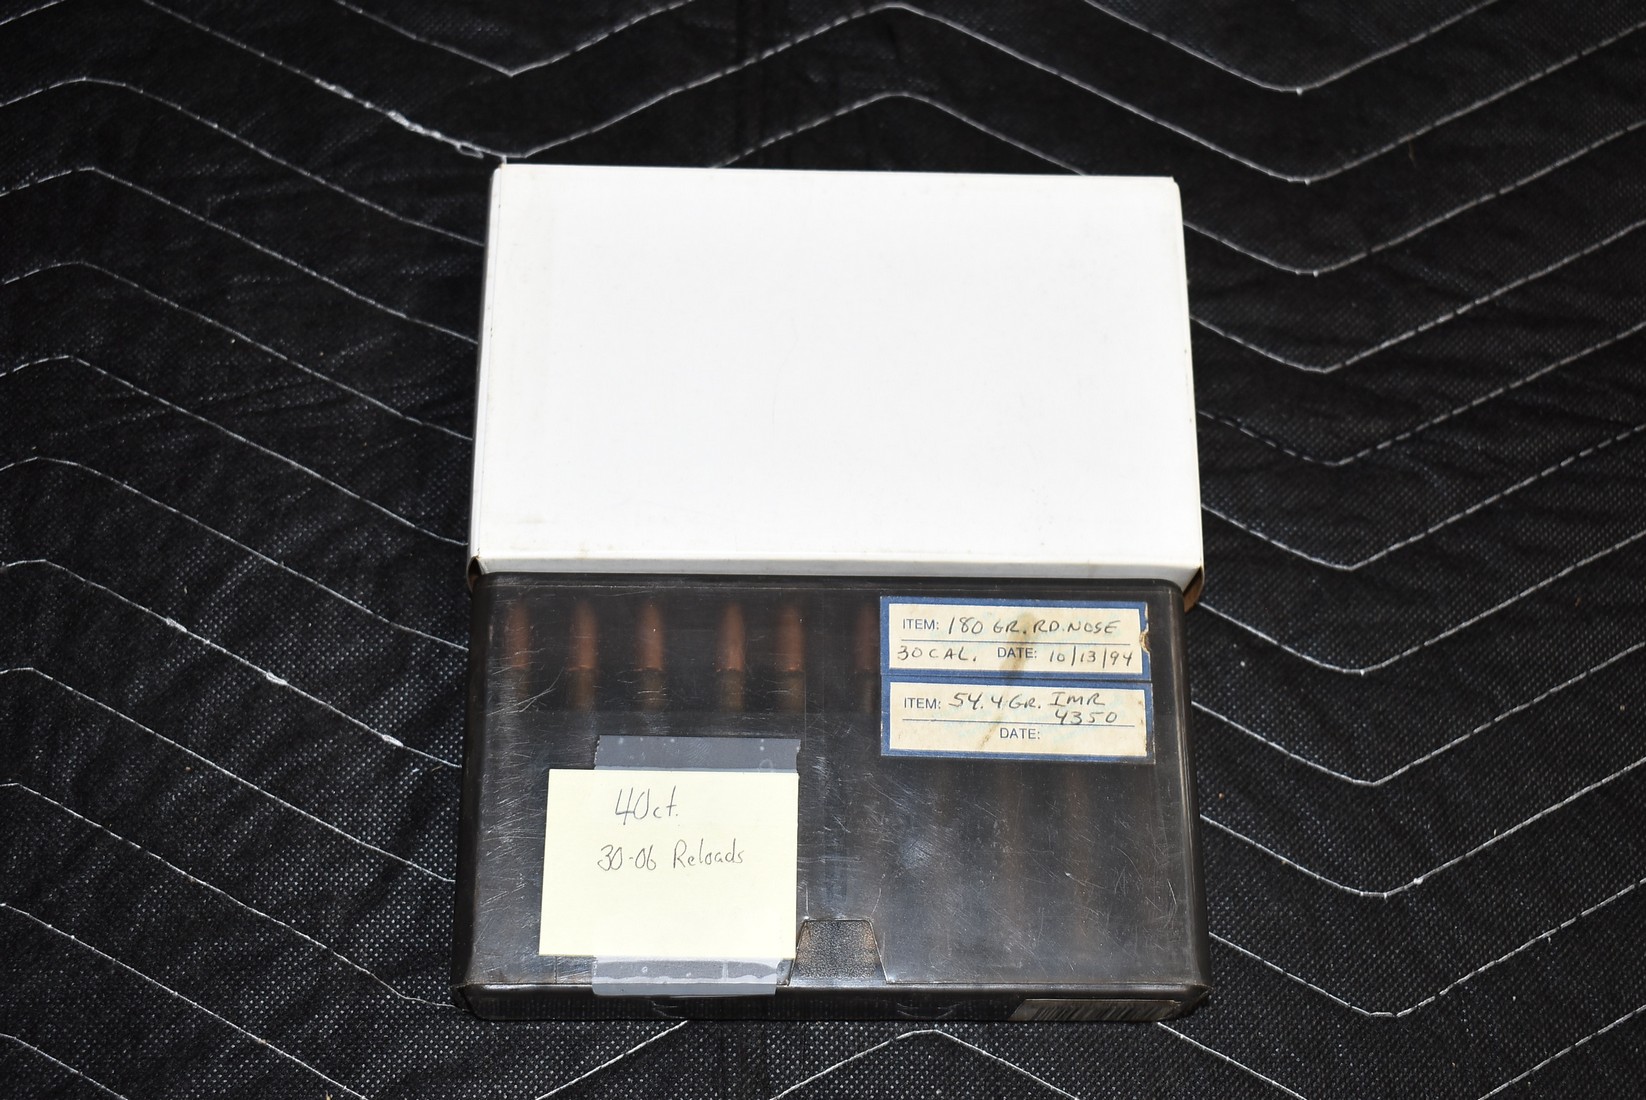 ITEM: 180 GR. RD. NOSE
30 CAL. DATE: 10/13/94
ITEM: 54.4 GR. IMR
4350
DATE:
40ct.
30-06 Reloads